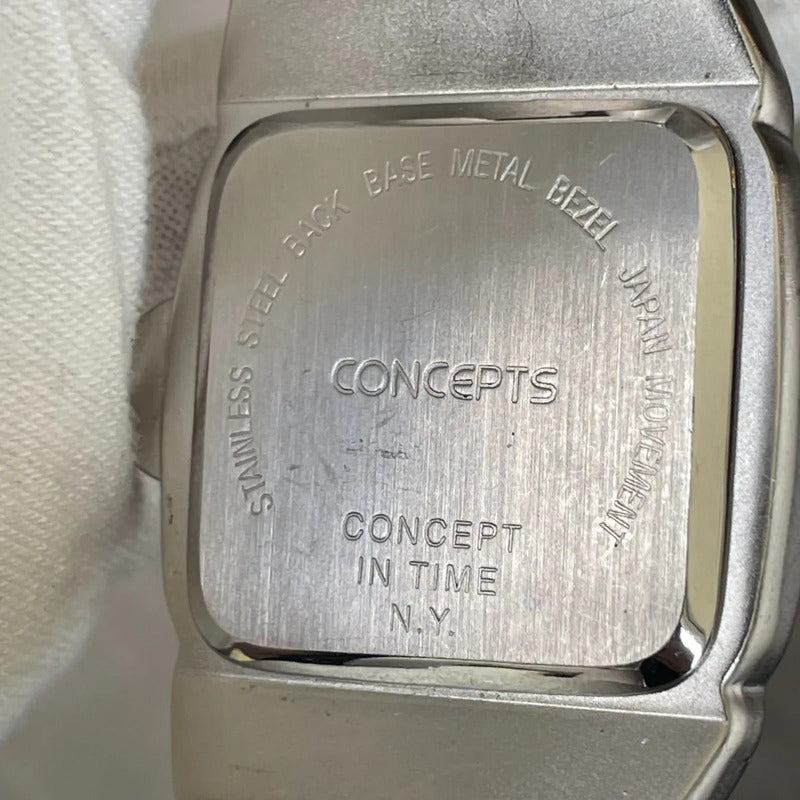 STAINLESS STEEL BACK BASE METAL BEZEL JAPAN MOVEMENT
CONCEPTS
CONCEPT
IN TIME
N.Y.